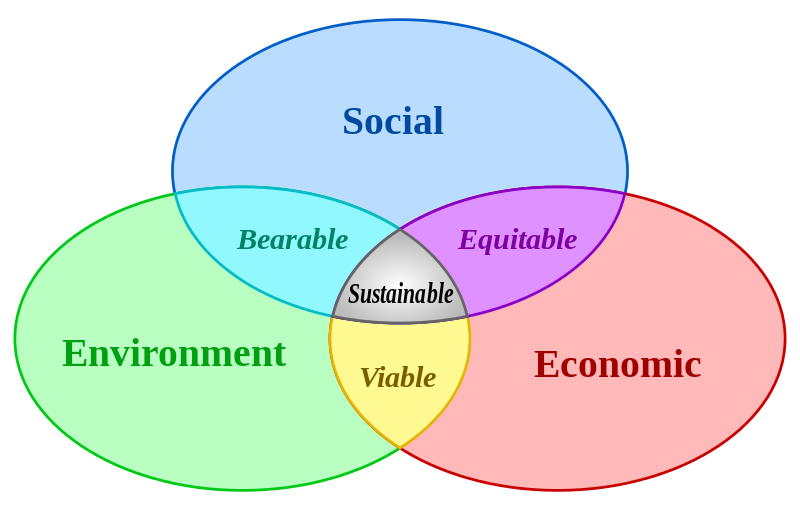 Social
Bearable
Equitable
Sustainable
Environment
Economic
Viable